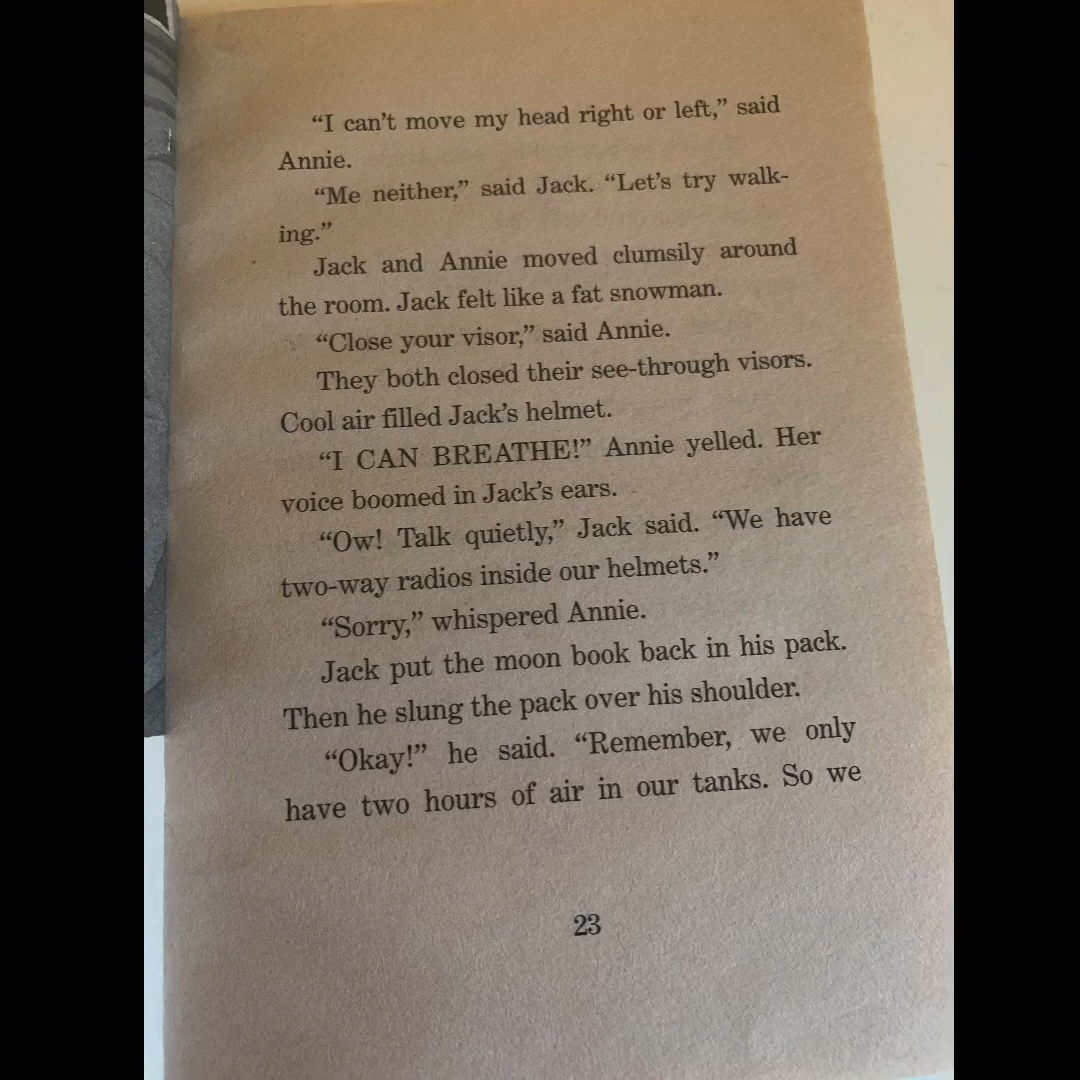 “I can’t move my head right or left,” said
Annie.
“Me neither,” said Jack. “Let’s try walk-
ing.”
Jack and Annie moved clumsily around
the room. Jack felt like a fat snowman.
“Close your visor,” said Annie.
They both closed their see-through visors.
Cool air filled Jack’s helmet.
“I CAN BREATHE!” Annie yelled. Her
voice boomed in Jack’s ears.
“Ow! Talk quietly,” Jack said. “We have
two-way radios inside our helmets.”
“Sorry,” whispered Annie.
Jack put the moon book back in his pack.
Then he slung the pack over his shoulder.
“Okay!” he said. “Remember, we only
have two hours of air in our tanks. So we
23